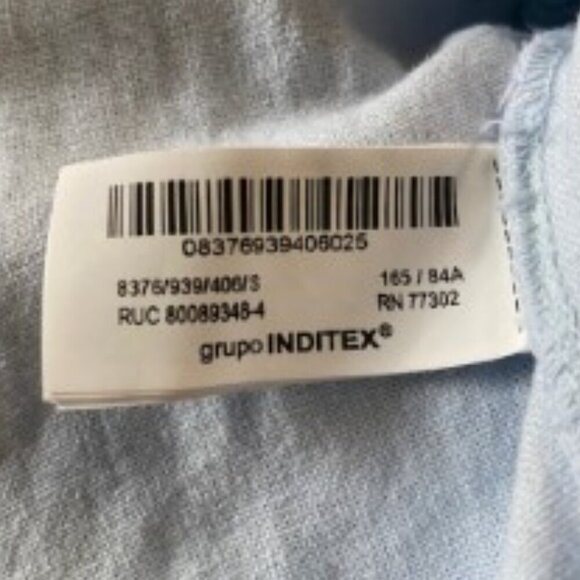 08376939406025
8376/939/406/S 165 / 84A
RUC 80089348-4 RN 77302
grupo INDITEX®